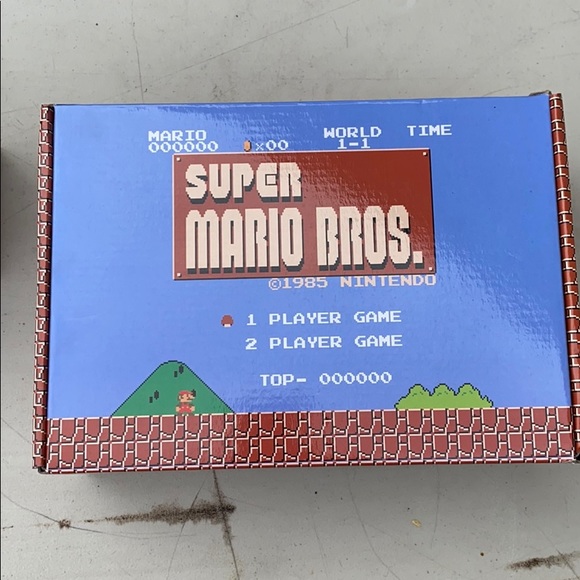 MARIO WORLD TIME
000000 ×00 1-1
SUPER
MARIO BROS.
©1985 NINTENDO
1 PLAYER GAME
2 PLAYER GAME
TOP- 000000